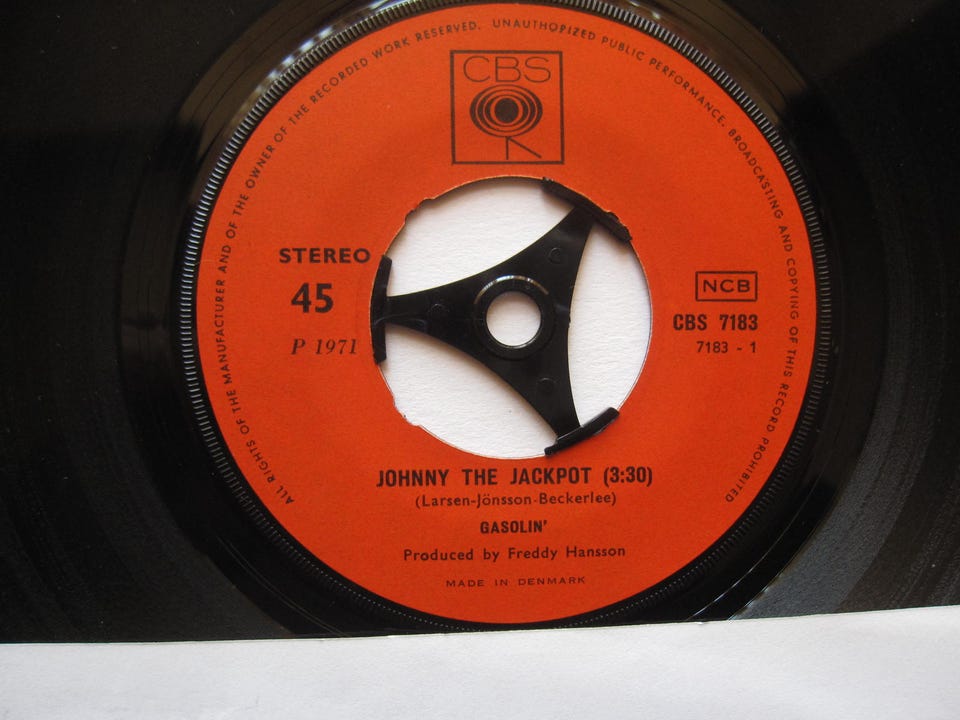 ALL RIGHTS OF THE MANUFACTURER AND OF THE OWNER OF THE RECORDED WORK RESERVED. UNAUTHORIZED PUBLIC PERFORMANCE, BROADCASTING AND COPYING OF THIS RECORD PROHIBITED
CBS
STEREO
45
P 1971
NCB
CBS 7183
7183 - 1
JOHNNY THE JACKPOT (3:30)
(Larsen-Jönsson-Beckerlee)
GASOLIN'
Produced by Freddy Hansson
MADE IN DENMARK